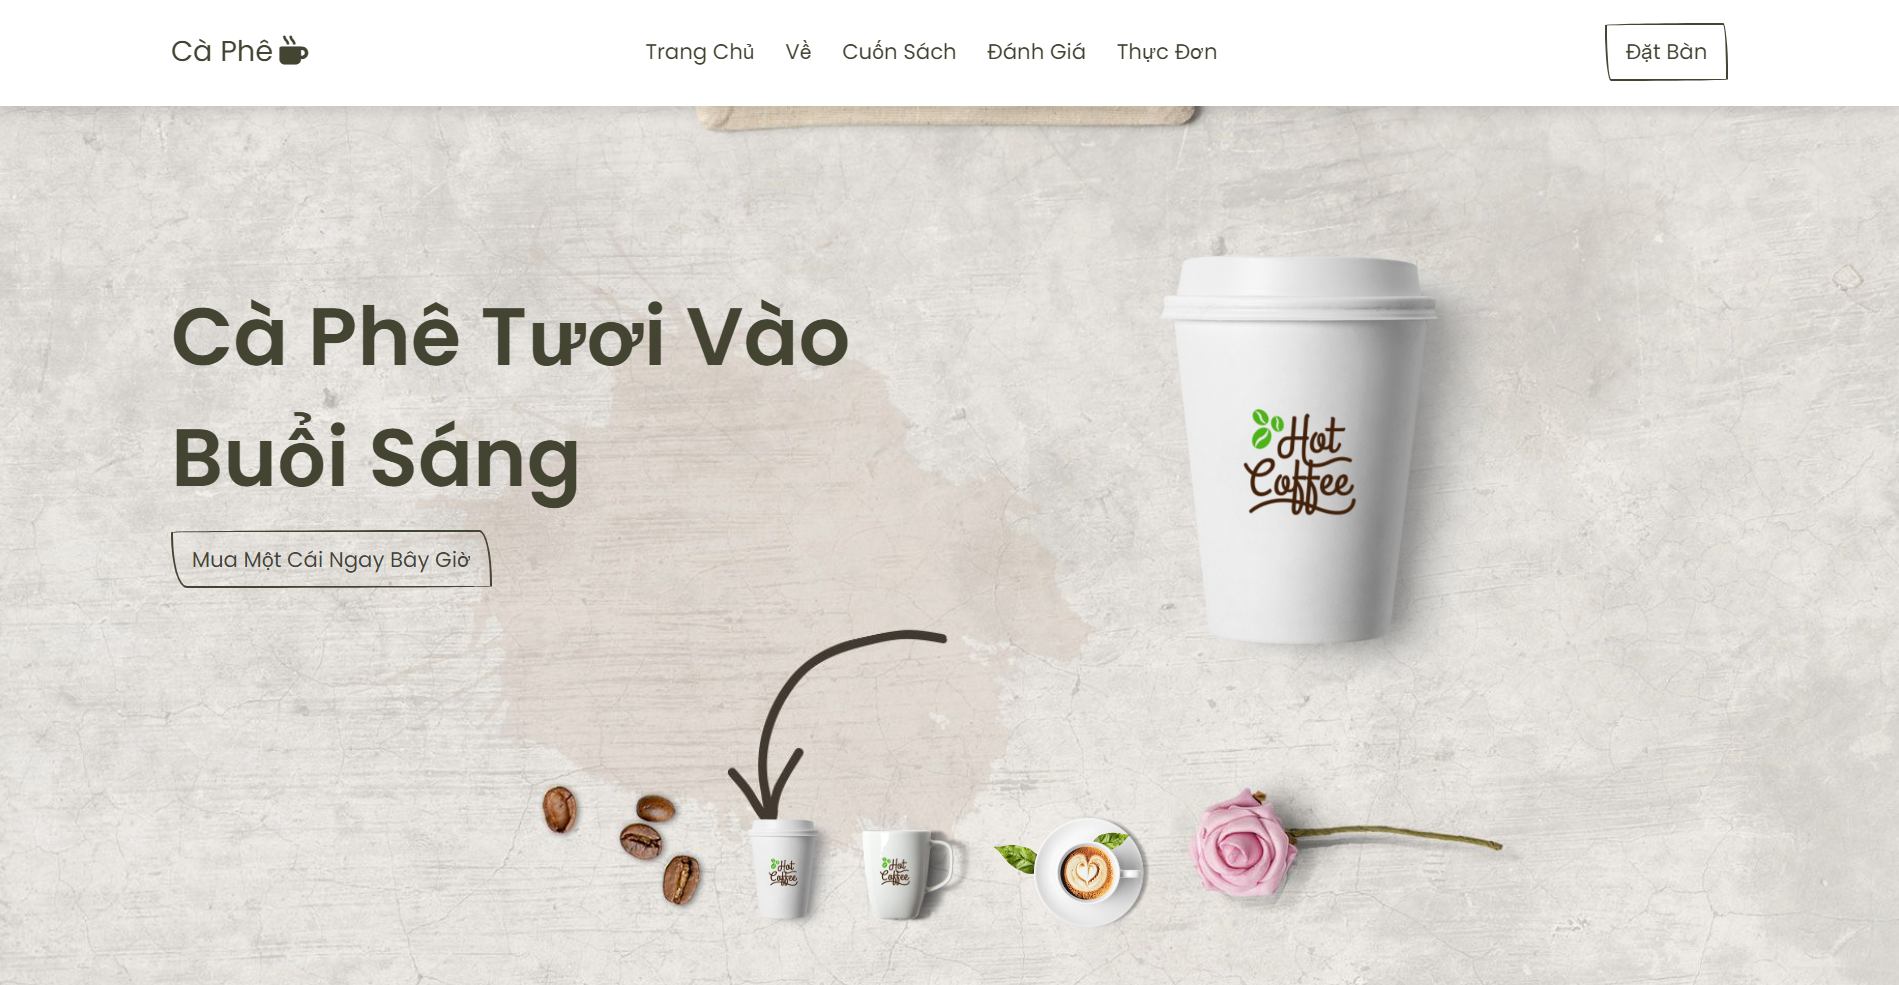 Cà Phê
Trang Chủ
Về
Cuốn Sách
Đánh Giá
Thực Đơn
Đặt Bàn
Cà Phê Tươi Vào
Buổi Sáng
Mua Một Cái Ngay Bây Giờ
Hot
Coffee
Hot
Coffee
Hot
Coffee